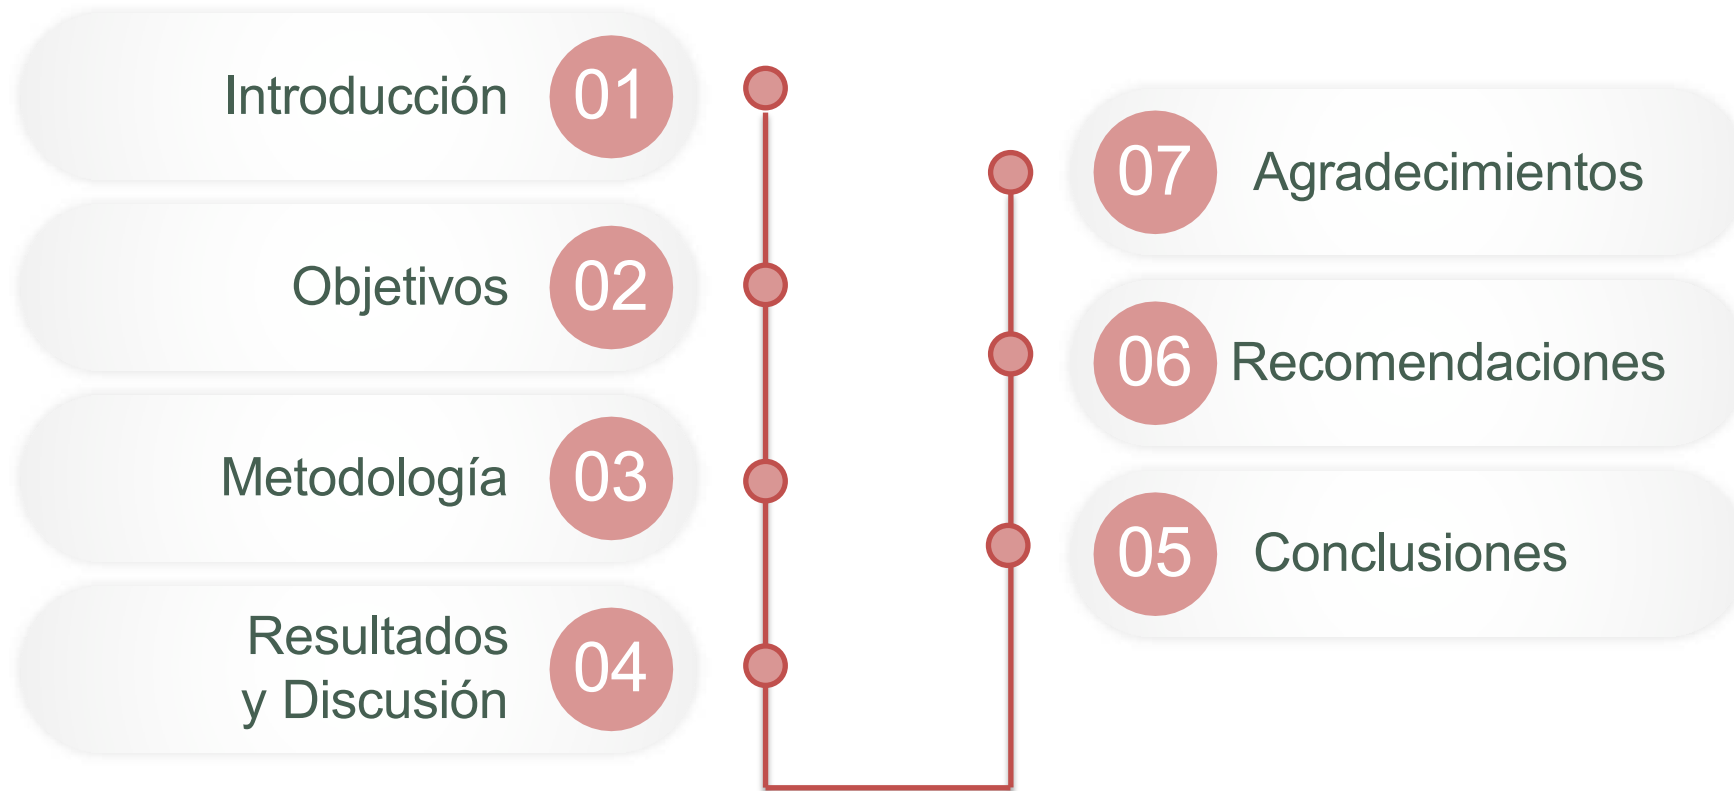 Introducción 01
Objetivos 02
Metodología 03
Resultados
y Discusión 04
07 Agradecimientos
06 Recomendaciones
05 Conclusiones